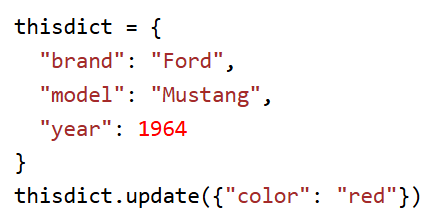 thisdict = {
  "brand": "Ford",
  "model": "Mustang",
  "year": 1964
}
thisdict.update({"color": "red"})